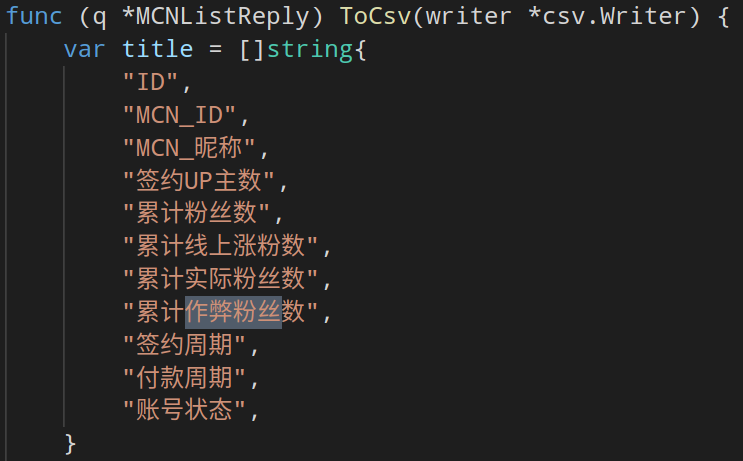 func (q *MCNListReply) ToCsv(writer *csv.Writer) {
var title = []string{
"ID",
"MCN_ID",
"MCN_昵称",
"签约UP主数",
"累计粉丝数",
"累计线上涨粉数",
"累计实际粉丝数",
"累计作弊粉丝数",
"签约周期",
"付款周期",
"账号状态",
}